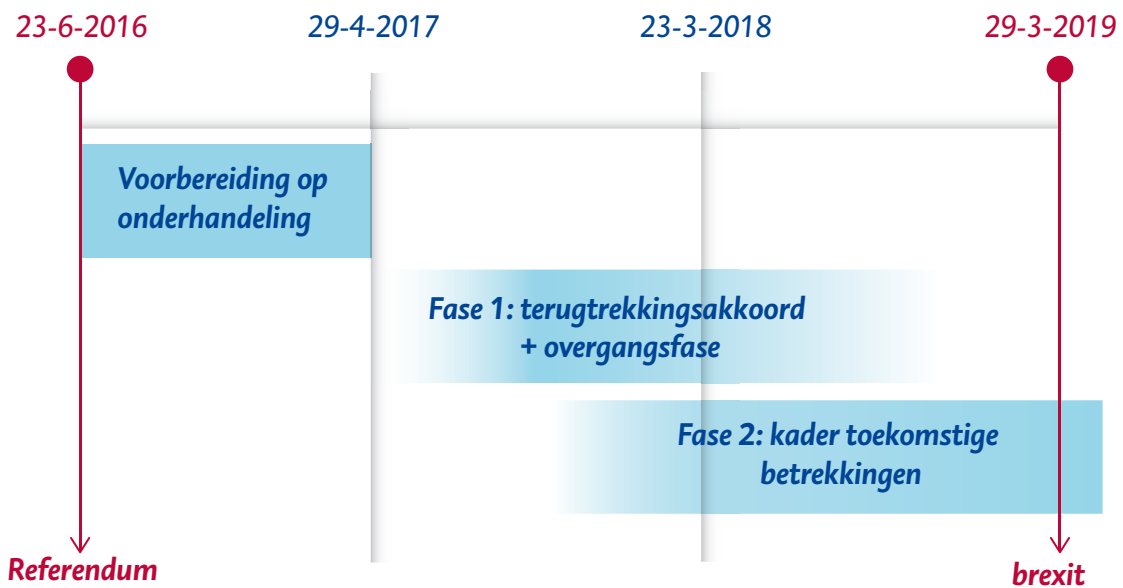 23-6-2016
29-4-2017
23-3-2018
29-3-2019
Voorbereiding op
onderhandeling
Fase 1: terugtrekkingsakkoord
+ overgangsfase
Fase 2: kader toekomstige
betrekkingen
Referendum
brexit